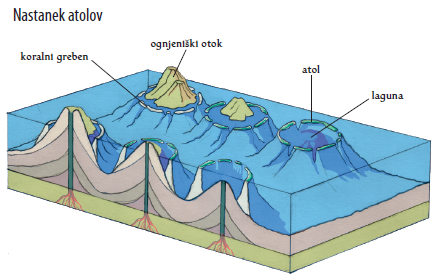 Nastanek atolov
ognjeniški otok
koralni greben
atol
laguna